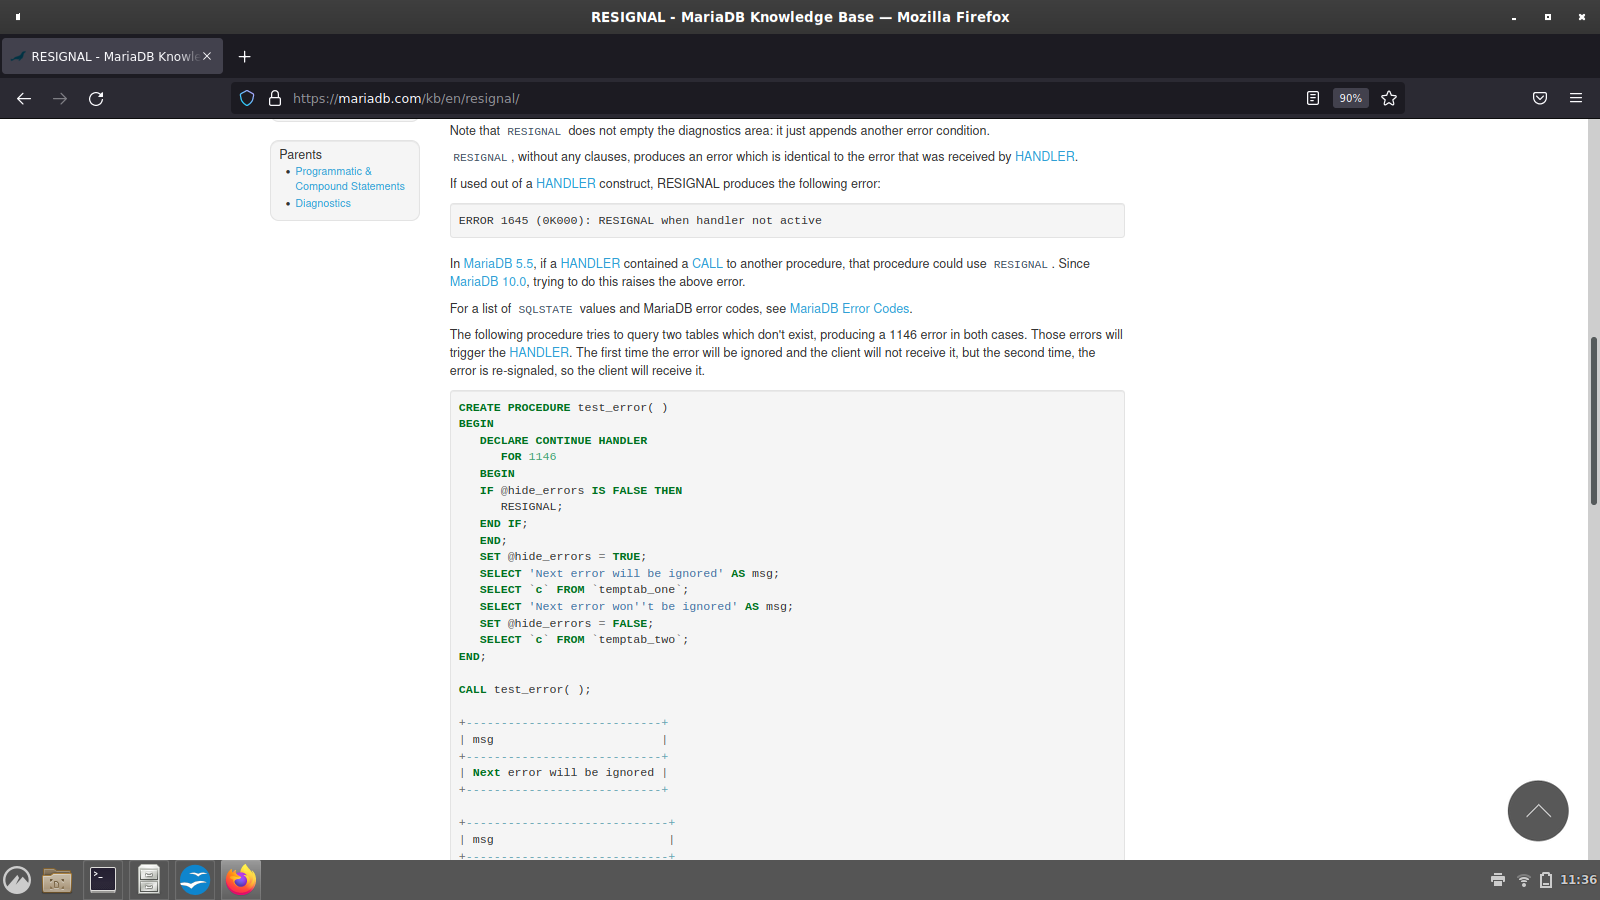 RESIGNAL - MariaDB Knowledge Base — Mozilla Firefox
RESIGNAL - MariaDB Knowle
https://mariadb.com/kb/en/resignal/
90%
Parents
Programmatic &
Compound Statements
Diagnostics
Note that RESIGNAL does not empty the diagnostics area: it just appends another error condition.
RESIGNAL, without any clauses, produces an error which is identical to the error that was received by HANDLER.
If used out of a HANDLER construct, RESIGNAL produces the following error:
ERROR 1645 (0K000): RESIGNAL when handler not active
In MariaDB 5.5, if a HANDLER contained a CALL to another procedure, that procedure could use RESIGNAL. Since
MariaDB 10.0, trying to do this raises the above error.
For a list of SQLSTATE values and MariaDB error codes, see MariaDB Error Codes.
The following procedure tries to query two tables which don't exist, producing a 1146 error in both cases. Those errors will
trigger the HANDLER. The first time the error will be ignored and the client will not receive it, but the second time, the
error is re-signaled, so the client will receive it.
CREATE PROCEDURE test_error( )
BEGIN
   DECLARE CONTINUE HANDLER
      FOR 1146
   BEGIN
   IF @hide_errors IS FALSE THEN
      RESIGNAL;
   END IF;
   END;
   SET @hide_errors = TRUE;
   SELECT 'Next error will be ignored' AS msg;
   SELECT `c` FROM `temptab_one`;
   SELECT 'Next error won''t be ignored' AS msg;
   SET @hide_errors = FALSE;
   SELECT `c` FROM `temptab_two`;
END;
CALL test_error( );
+----------------------------+
| msg                        |
+----------------------------+
| Next error will be ignored |
+----------------------------+
+-----------------------------+
| msg                         |
+-----------------------------+
11:36